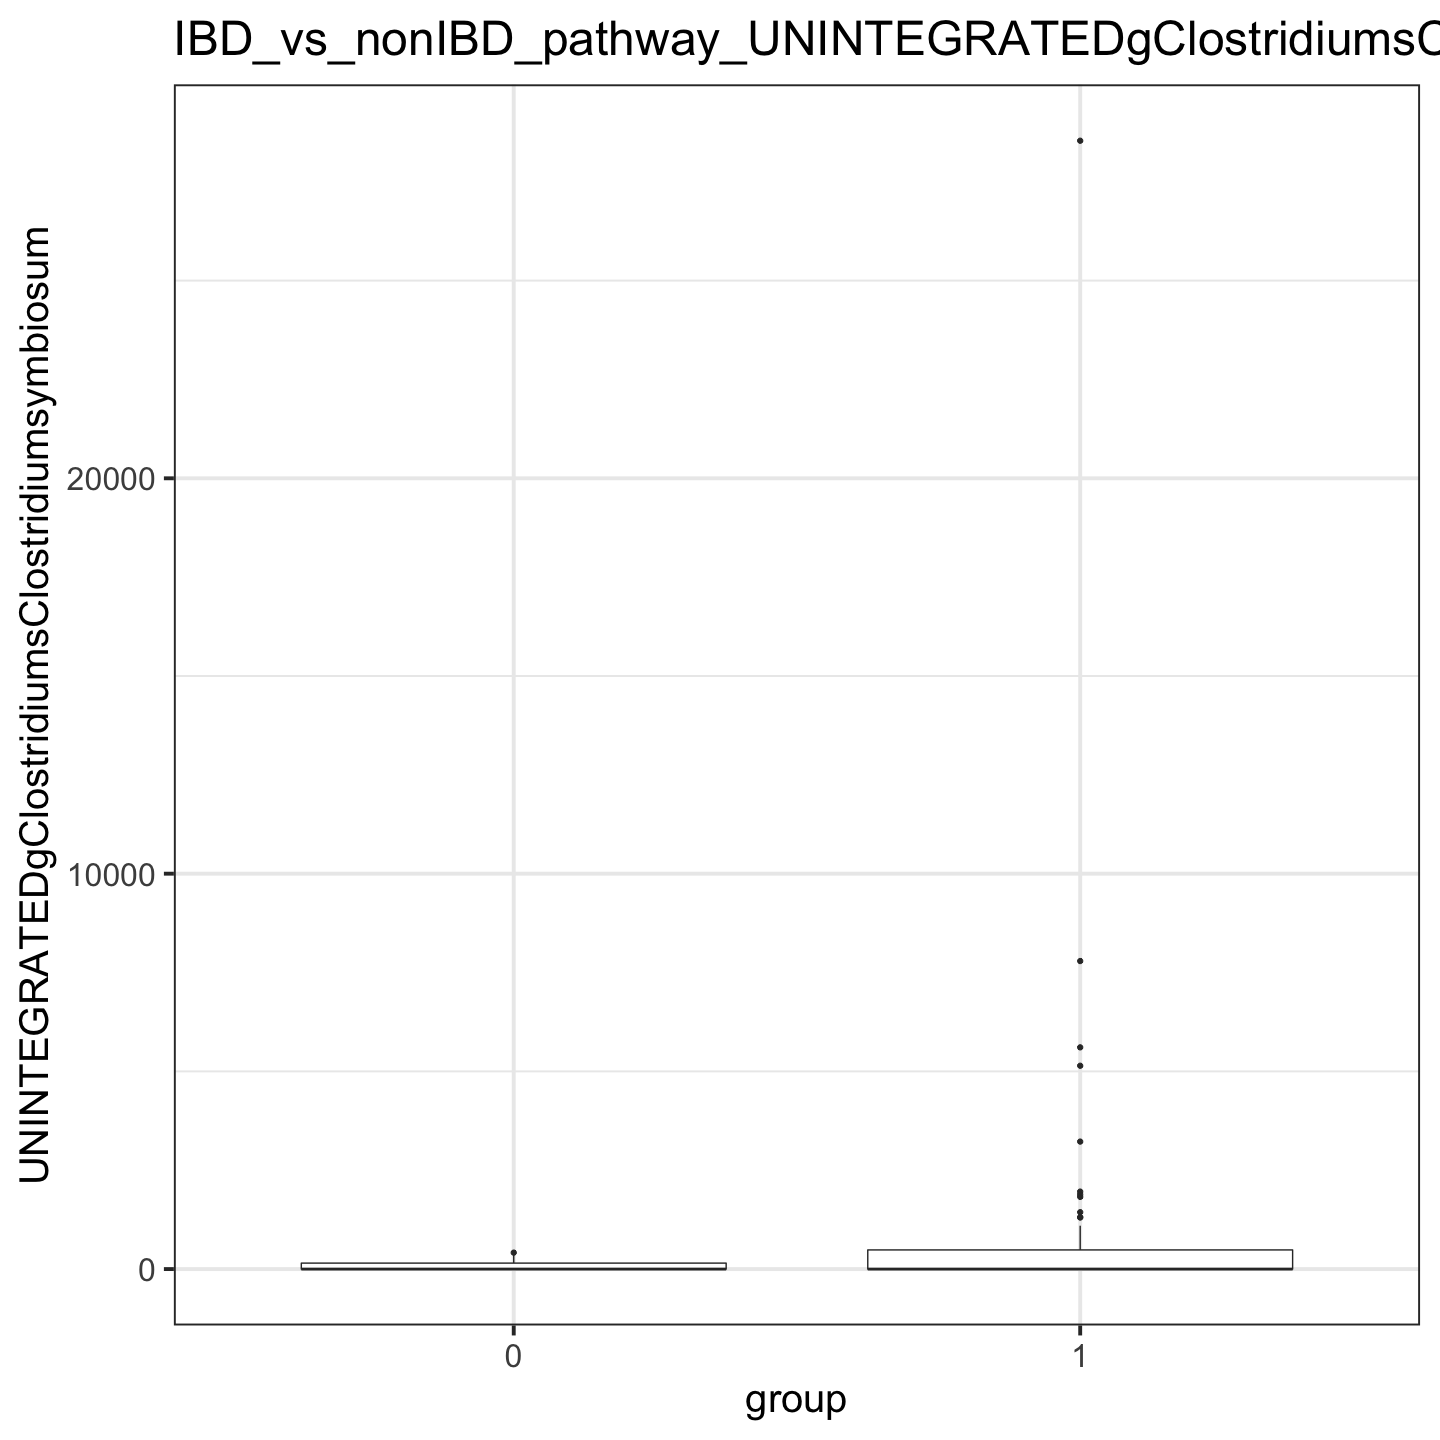 IBD_vs_nonIBD_pathway_UNINTEGRATEDgClostridiumsC
UNINTEGRATEDgClostridiumsClostridiumsymbiosum
20000
10000
0
0
1
group